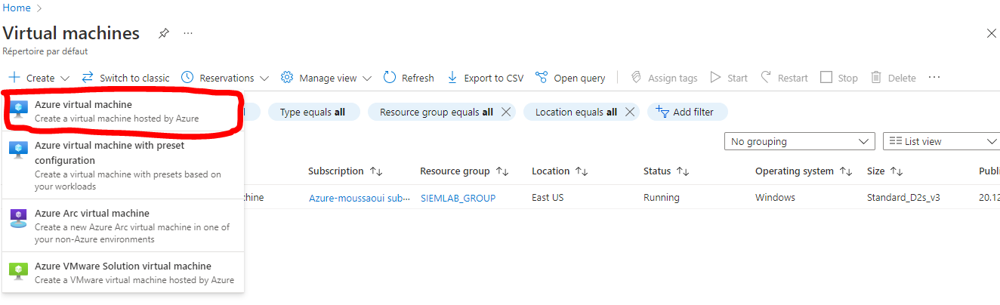 Home
Virtual machines
Répertoire par défaut
Create Switch to classic Reservations Manage view Refresh Export to CSV Open query Assign tags Start Restart Stop Delete
Azure virtual machine
Create a virtual machine hosted by Azure
Type equals all Resource group equals all Location equals all Add filter
Azure virtual machine with preset
configuration
Create a virtual machine with presets based on
your workloads
No grouping List view
Subscription Resource group Location Status Operating system Size
Azure-moussaoui sub··· SIEMLAB_GROUP East US Running Windows Standard_D2s_v3 20.12
Azure Arc virtual machine
Create a new Azure Arc virtual machine in one of
your non-Azure environments
Azure VMware Solution virtual machine
Create a VMware virtual machine hosted by Azure